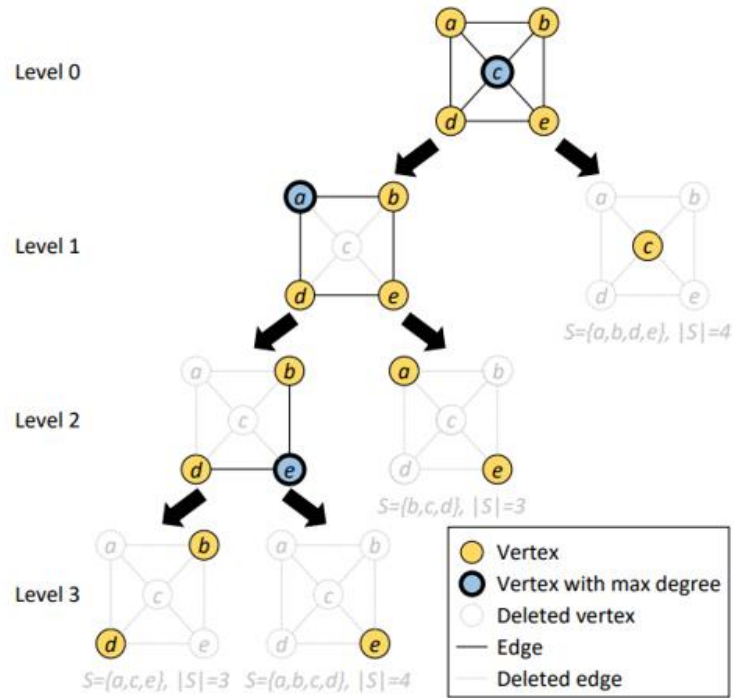 a b
Level 0
c
d e
a b a b
Level 1
c c
d e d e
S={a,b,d,e}, |S|=4
a b a b
Level 2
c c
d e d e
S={b,c,d}, |S|=3
a b a b
Level 3
c c
d e d e
S={a,c,e}, |S|=3 S={a,b,c,d}, |S|=4
Vertex
Vertex with max degree
Deleted vertex
Edge
Deleted edge